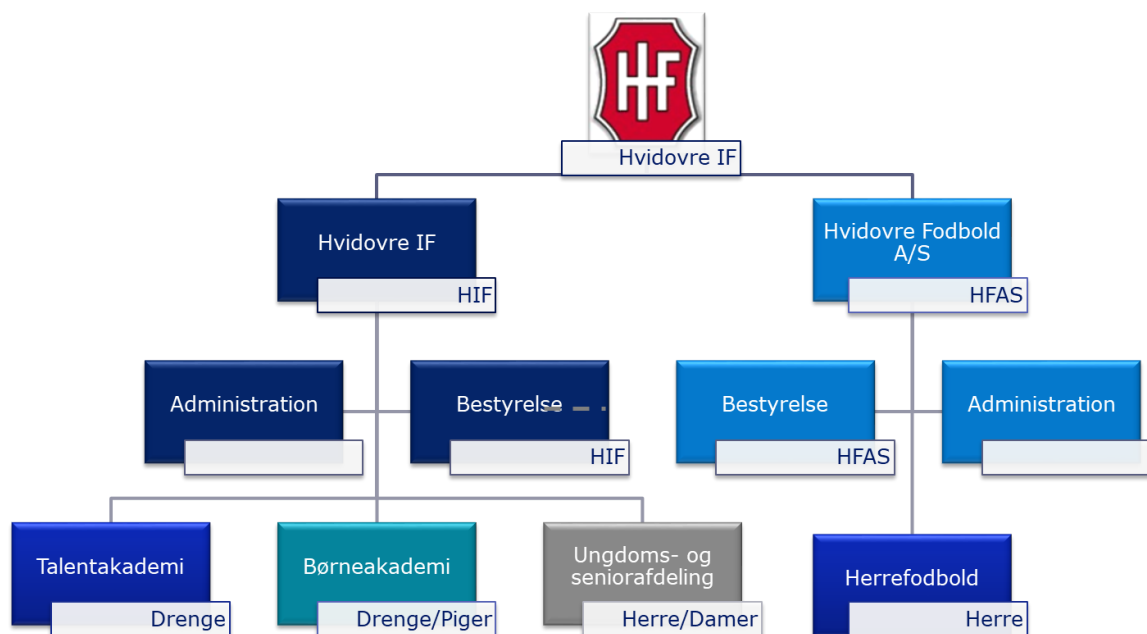 HIF
Hvidovre IF
Hvidovre IF
HIF
Hvidovre Fodbold
A/S
HFAS
Administration
Bestyrelse
HIF
Bestyrelse
HFAS
Administration
Talentakademi
Drenge
Børneakademi
Drenge/Piger
Ungdoms- og
seniorafdeling
Herre/Damer
Herrefodbold
Herre